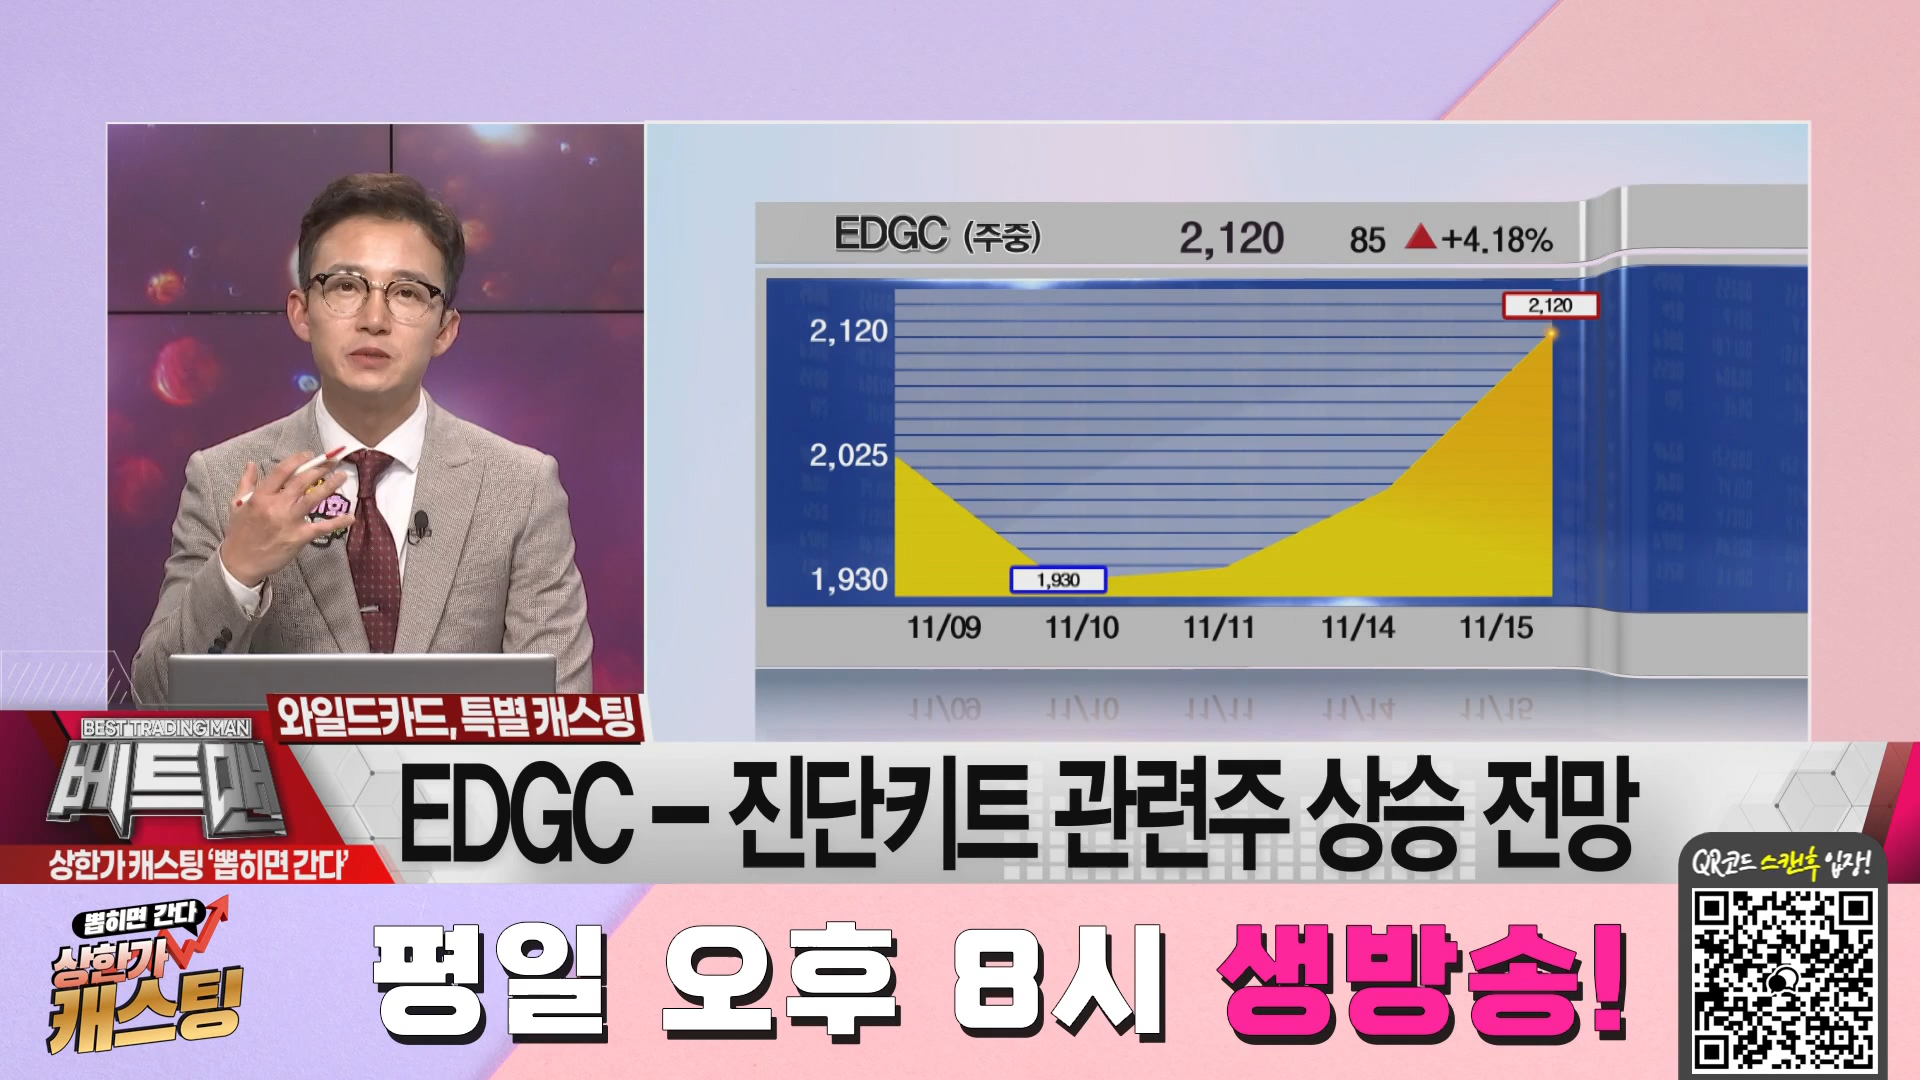 EDGC (주중) 2,120 85 ▲+4.18%
2,120
2,120
2,025
1,930
1,930
11/09 11/10 11/11 11/14 11/15
와일드카드, 특별 캐스팅
BEST TRADING MAN
베트맨
상한가 캐스팅 '뽑히면 간다'
EDGC - 진단키트 관련주 상승 전망
QR코드 스캔후 입장!
뽑히면 간다
상한가
캐스팅
평일 오후 8시 생방송!